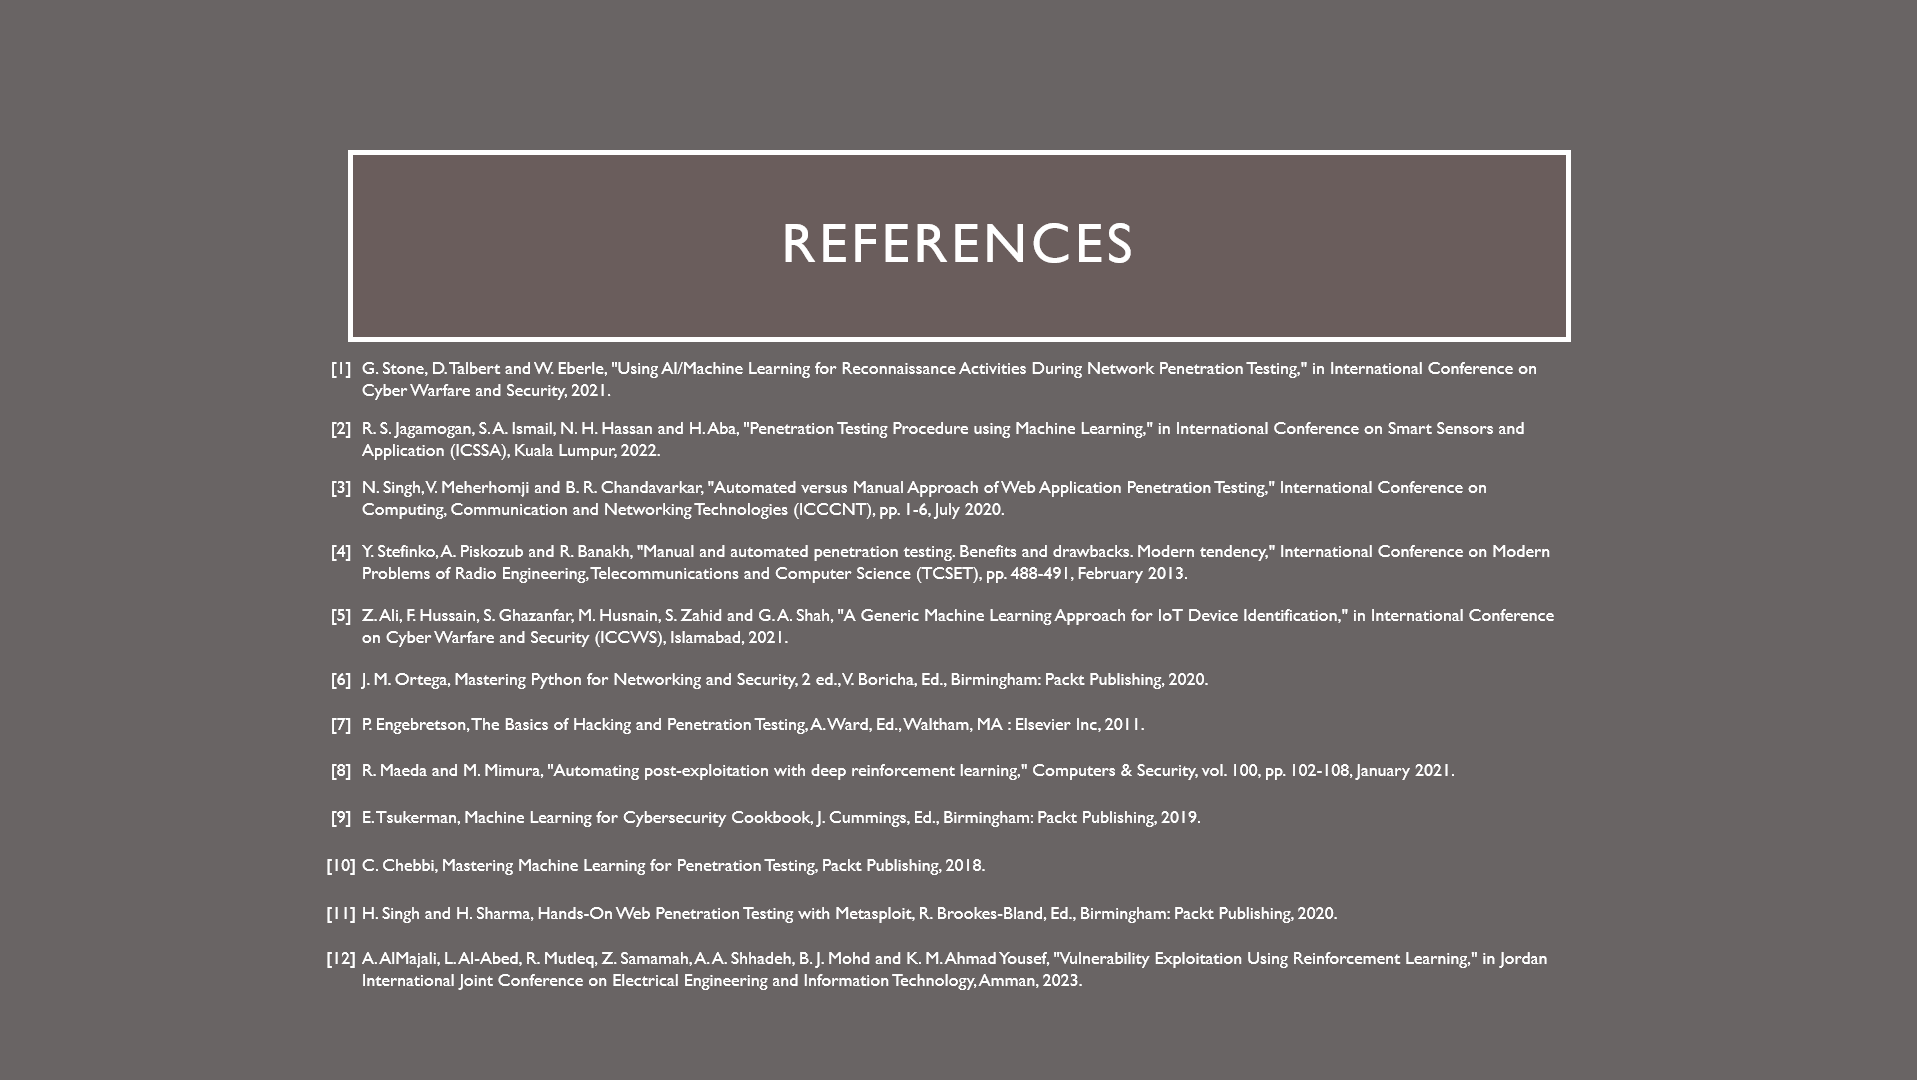 REFERENCES
[1] G. Stone, D. Talbert and W. Eberle, "Using AI/Machine Learning for Reconnaissance Activities During Network Penetration Testing," in International Conference on
Cyber Warfare and Security, 2021.
[2] R. S. Jagamogan, S. A. Ismail, N. H. Hassan and H. Aba, "Penetration Testing Procedure using Machine Learning," in International Conference on Smart Sensors and
Application (ICSSA), Kuala Lumpur, 2022.
[3] N. Singh, V. Meherhomji and B. R. Chandavarkar, "Automated versus Manual Approach of Web Application Penetration Testing," International Conference on
Computing, Communication and Networking Technologies (ICCCNT), pp. 1-6, July 2020.
[4] Y. Stefinko, A. Piskozub and R. Banakh, "Manual and automated penetration testing. Benefits and drawbacks. Modern tendency," International Conference on Modern
Problems of Radio Engineering, Telecommunications and Computer Science (TCSET), pp. 488-491, February 2013.
[5] Z. Ali, F. Hussain, S. Ghazanfar, M. Husnain, S. Zahid and G. A. Shah, "A Generic Machine Learning Approach for IoT Device Identification," in International Conference
on Cyber Warfare and Security (ICCWS), Islamabad, 2021.
[6] J. M. Ortega, Mastering Python for Networking and Security, 2 ed., V. Boricha, Ed., Birmingham: Packt Publishing, 2020.
[7] P. Engebretson, The Basics of Hacking and Penetration Testing, A. Ward, Ed., Waltham, MA : Elsevier Inc, 2011.
[8] R. Maeda and M. Mimura, "Automating post-exploitation with deep reinforcement learning," Computers & Security, vol. 100, pp. 102-108, January 2021.
[9] E. Tsukerman, Machine Learning for Cybersecurity Cookbook, J. Cummings, Ed., Birmingham: Packt Publishing, 2019.
[10] C. Chebbi, Mastering Machine Learning for Penetration Testing, Packt Publishing, 2018.
[11] H. Singh and H. Sharma, Hands-On Web Penetration Testing with Metasploit, R. Brookes-Bland, Ed., Birmingham: Packt Publishing, 2020.
[12] A. AlMajali, L. Al-Abed, R. Mutleq, Z. Samamah, A. A. Shhadeh, B. J. Mohd and K. M. Ahmad Yousef, "Vulnerability Exploitation Using Reinforcement Learning," in Jordan
International Joint Conference on Electrical Engineering and Information Technology, Amman, 2023.